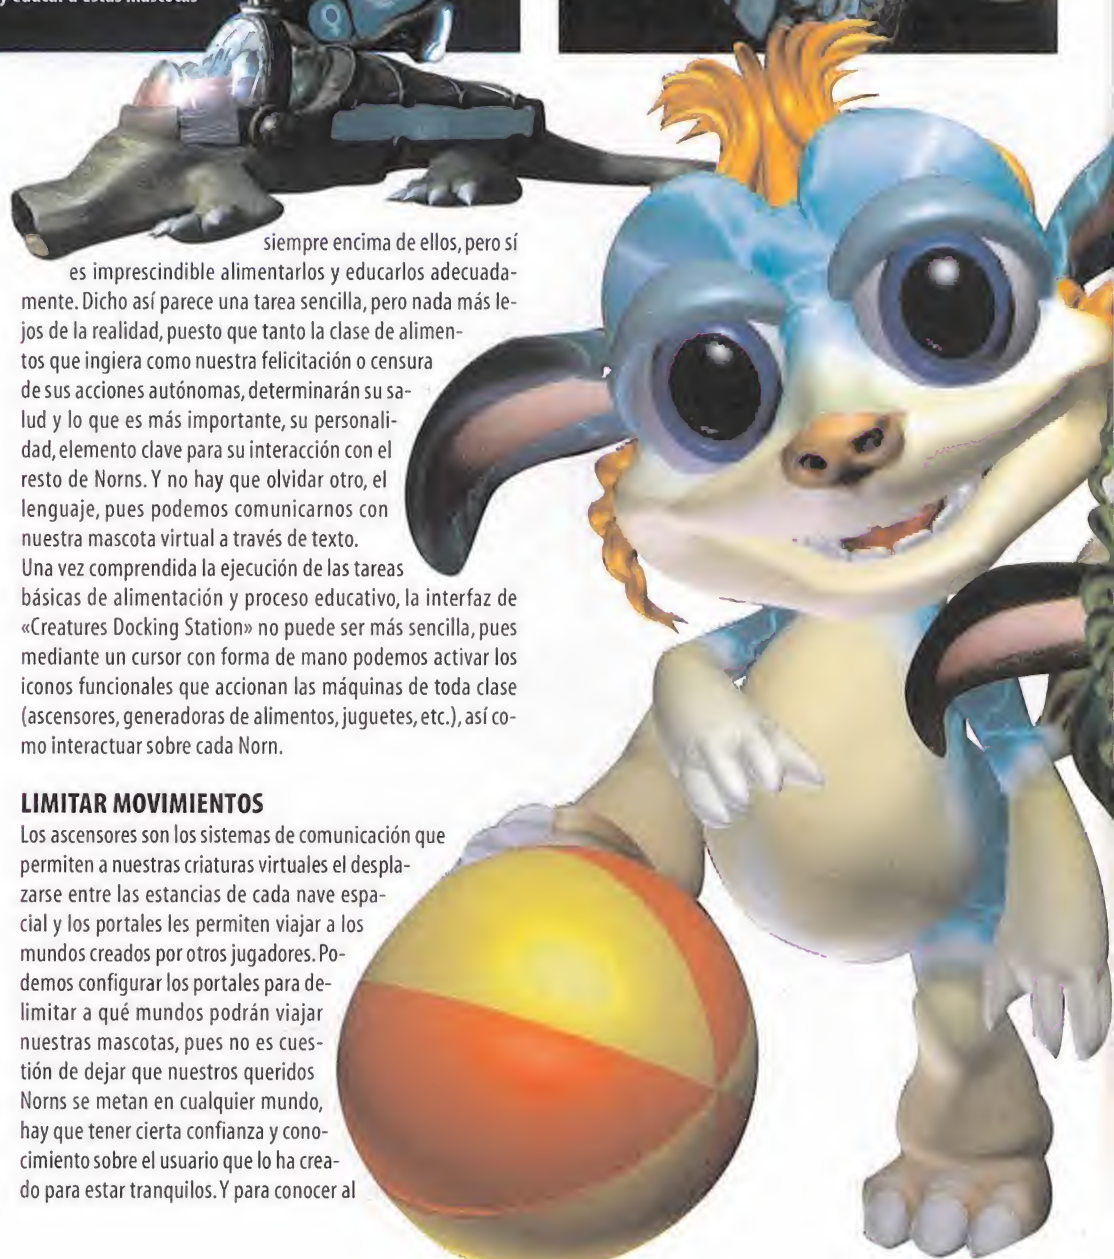 y educar a estas mascotas
siempre encima de ellos, pero sí
es imprescindible alimentarlos y educarlos adecuada-
mente. Dicho así parece una tarea sencilla, pero nada más le-
jos de la realidad, puesto que tanto la clase de alimen-
tos que ingiera como nuestra felicitación o censura
de sus acciones autónomas, determinarán su sa-
lud y lo que es más importante, su personali-
dad, elemento clave para su interacción con el
resto de Norns. Y no hay que olvidar otro, el
lenguaje, pues podemos comunicarnos con
nuestra mascota virtual a través de texto.
Una vez comprendida la ejecución de las tareas
básicas de alimentación y proceso educativo, la interfaz de
«Creatures Docking Station» no puede ser más sencilla, pues
mediante un cursor con forma de mano podemos activar los
iconos funcionales que accionan las máquinas de toda clase
(ascensores, generadoras de alimentos, juguetes, etc.), así co-
mo interactuar sobre cada Norn.
LIMITAR MOVIMIENTOS
Los ascensores son los sistemas de comunicación que
permiten a nuestras criaturas virtuales el despla-
zarse entre las estancias de cada nave espa-
cial y los portales les permiten viajar a los
mundos creados por otros jugadores. Po-
demos configurar los portales para de-
limitar a qué mundos podrán viajar
nuestras mascotas, pues no es cues-
tión de dejar que nuestros queridos
Norns se metan en cualquier mundo,
hay que tener cierta confianza y cono-
cimiento sobre el usuario que lo ha crea-
do para estar tranquilos. Y para conocer al